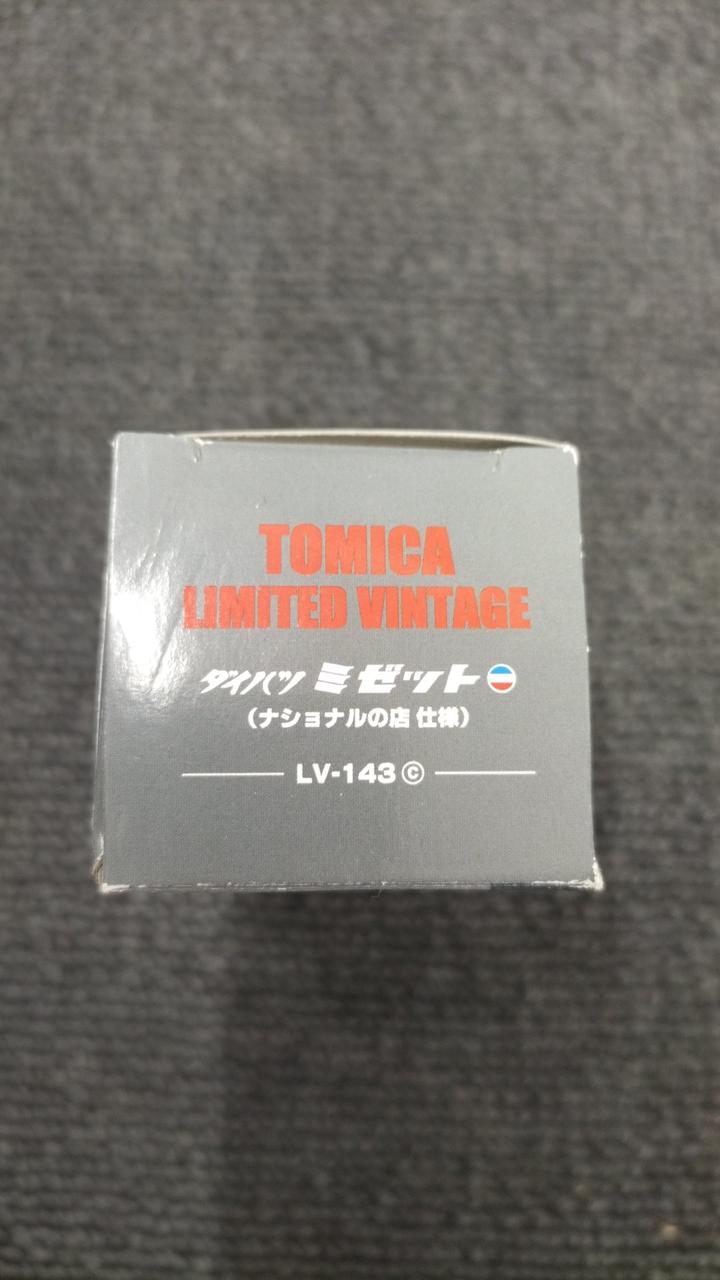 TOMICA
LIMITED VINTAGE
ダイハツ ミゼット
(ナショナルの店 仕様)
LV-143ⓒ